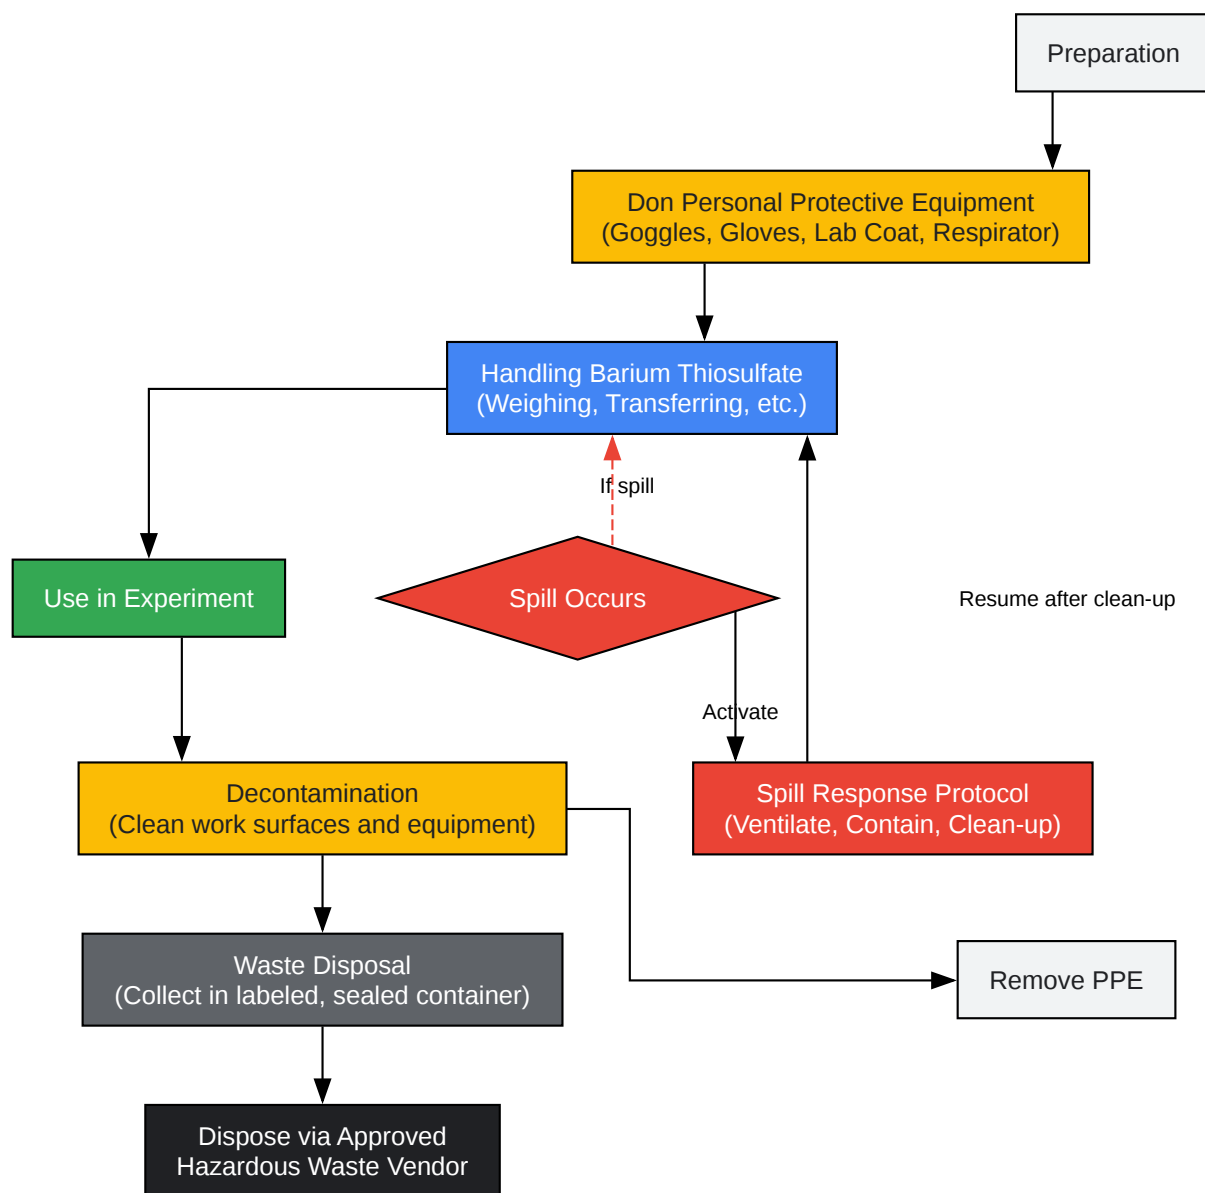 Preparation
Don Personal Protective Equipment
(Goggles, Gloves, Lab Coat, Respirator)
Handling Barium Thiosulfate
(Weighing, Transferring, etc.)
If spill
Use in Experiment
Spill Occurs
Resume after clean-up
Activate
Decontamination
(Clean work surfaces and equipment)
Spill Response Protocol
(Ventilate, Contain, Clean-up)
Waste Disposal
(Collect in labeled, sealed container)
Remove PPE
Dispose via Approved
Hazardous Waste Vendor